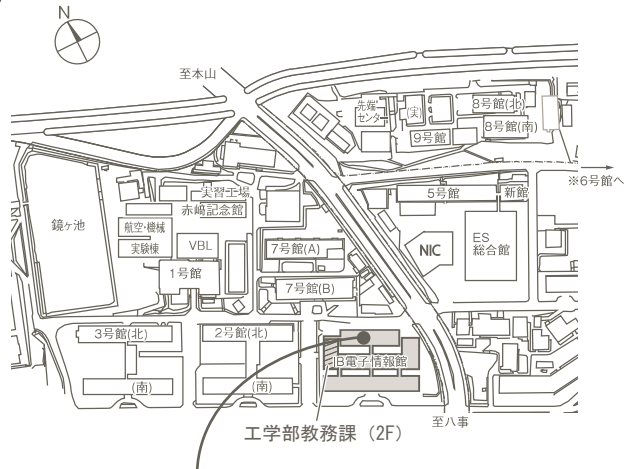 N
至本山
先端
センタ
(実)
8号館(北)
9号館
8号館(南)
※6号館へ
実習工場
5号館
新館
赤﨑記念館
鏡ヶ池
航空・機械
実験棟
VBL
7号館(A)
NIC
ES
総合館
1号館
7号館(B)
3号館(北)
2号館(北)
IB電子情報館
(南)
(南)
至八事
工学部教務課（2F）